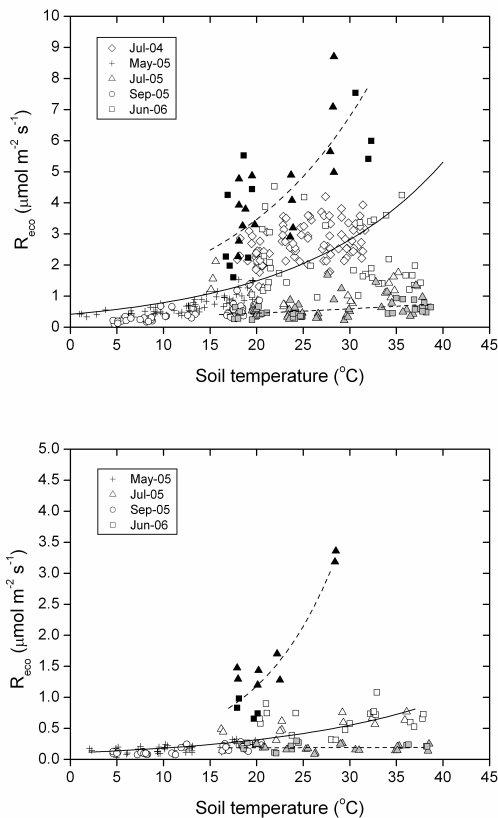 10
9
8
7
6
5
4
3
2
1
0
R_eco (μmol m⁻² s⁻¹)
Jul-04
May-05
Jul-05
Sep-05
Jun-06
0 5 10 15 20 25 30 35 40 45
Soil temperature (°C)
5.0
4.5
4.0
3.5
3.0
2.5
2.0
1.5
1.0
0.5
0.0
R_eco (μmol m⁻² s⁻¹)
May-05
Jul-05
Sep-05
Jun-06
0 5 10 15 20 25 30 35 40 45
Soil temperature (°C)